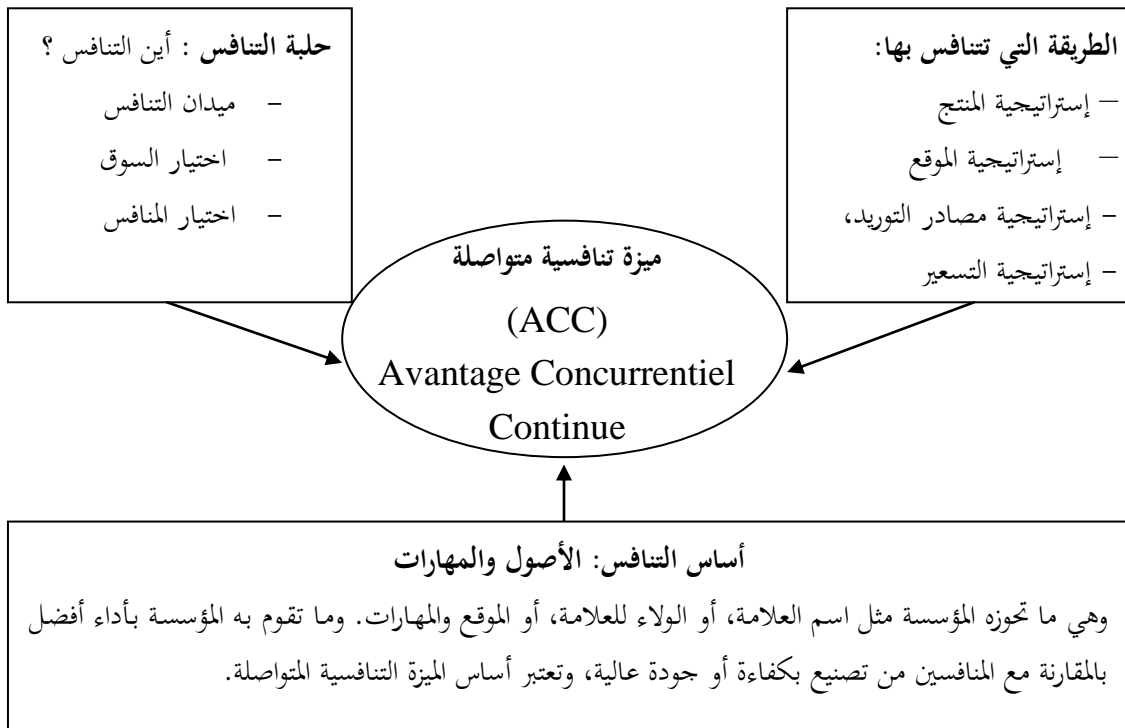 الطريقة التي تتنافس بها:
— إستراتيجية المنتج
— إستراتيجية الموقع
- إستراتيجية مصادر التوريد،
- إستراتيجية التسعير
حلبة التنافس : أين التنافس ؟
- ميدان التنافس
- اختيار السوق
- اختيار المنافس
ميزة تنافسية متواصلة
(ACC)
Avantage Concurrentiel
Continue
أساس التنافس: الأصول والمهارات
وهي ما تحوزه المؤسسة مثل اسم العلامة، أو الولاء للعلامة، أو الموقع والمهارات. وما تقوم به المؤسسة بأداء أفضل
بالمقارنة مع المنافسين من تصنيع بكفاءة أو جودة عالية، وتعتبر أساس الميزة التنافسية المتواصلة.